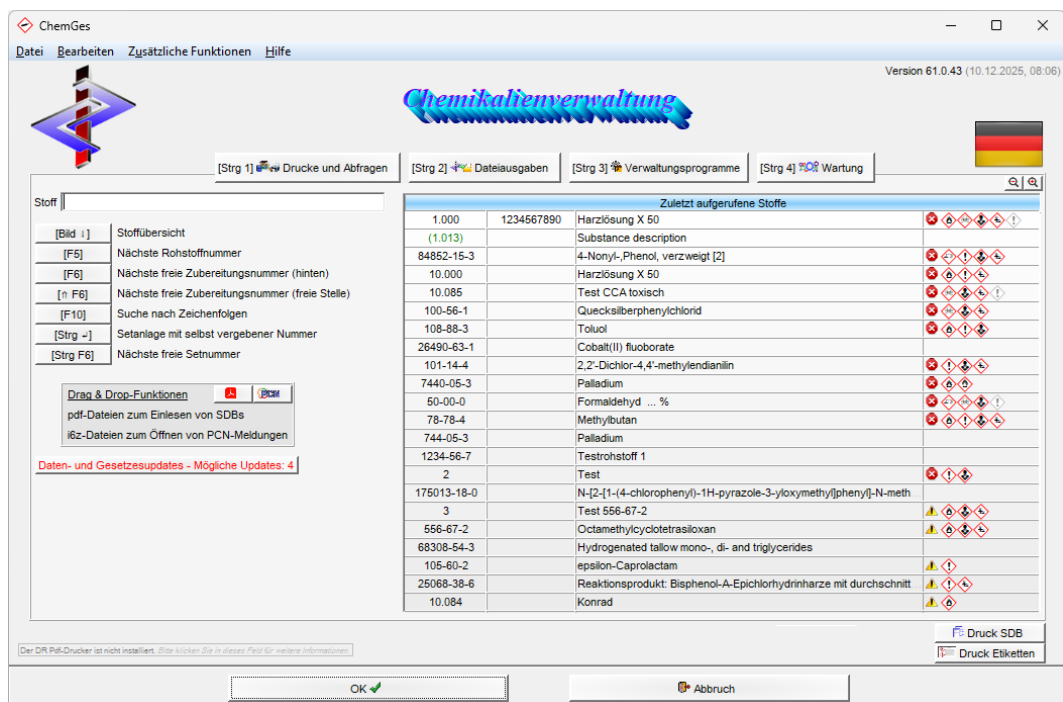 ChemGes
Datei Bearbeiten Zusätzliche Funktionen Hilfe
Version 61.0.43 (10.12.2025, 08:06)
Chemikalienverwaltung
[Strg 1] Drucke und Abfragen
[Strg 2] Dateiausgaben
[Strg 3] Verwaltungsprogramme
[Strg 4] Wartung
Stoff
[Bild ↓] Stoffübersicht
[F5] Nächste Rohstoffnummer
[F6] Nächste freie Zubereitungsnummer (hinten)
[⇑ F6] Nächste freie Zubereitungsnummer (freie Stelle)
[F10] Suche nach Zeichenfolgen
[Strg ↵] Setanlage mit selbst vergebener Nummer
[Strg F6] Nächste freie Setnummer
Drag & Drop-Funktionen PCN
pdf-Dateien zum Einlesen von SDBs
i6z-Dateien zum Öffnen von PCN-Meldungen
Daten- und Gesetzesupdates - Mögliche Updates: 4
Zuletzt aufgerufene Stoffe
1.000 1234567890 Harzlösung X 50
(1.013) Substance description
84852-15-3 4-Nonyl-,Phenol, verzweigt [2]
10.000 Harzlösung X 50
10.085 Test CCA toxisch
100-56-1 Quecksilberphenylchlorid
108-88-3 Toluol
26490-63-1 Cobalt(II) fluoborate
101-14-4 2,2'-Dichlor-4,4'-methylendianilin
7440-05-3 Palladium
50-00-0 Formaldehyd ... %
78-78-4 Methylbutan
744-05-3 Palladium
1234-56-7 Testrohstoff 1
2 Test
175013-18-0 N-[2-[1-(4-chlorophenyl)-1H-pyrazole-3-yloxymethyl]phenyl]-N-meth
3 Test 556-67-2
556-67-2 Octamethylcyclotetrasiloxan
68308-54-3 Hydrogenated tallow mono-, di- and triglycerides
105-60-2 epsilon-Caprolactam
25068-38-6 Reaktionsprodukt: Bisphenol-A-Epichlorhydrinharze mit durchschnitt
10.084 Konrad
Druck SDB
Der DR Pdf-Drucker ist nicht installiert. Bitte klicken Sie in dieses Feld für weitere Informationen.
Druck Etiketten
OK
Abbruch